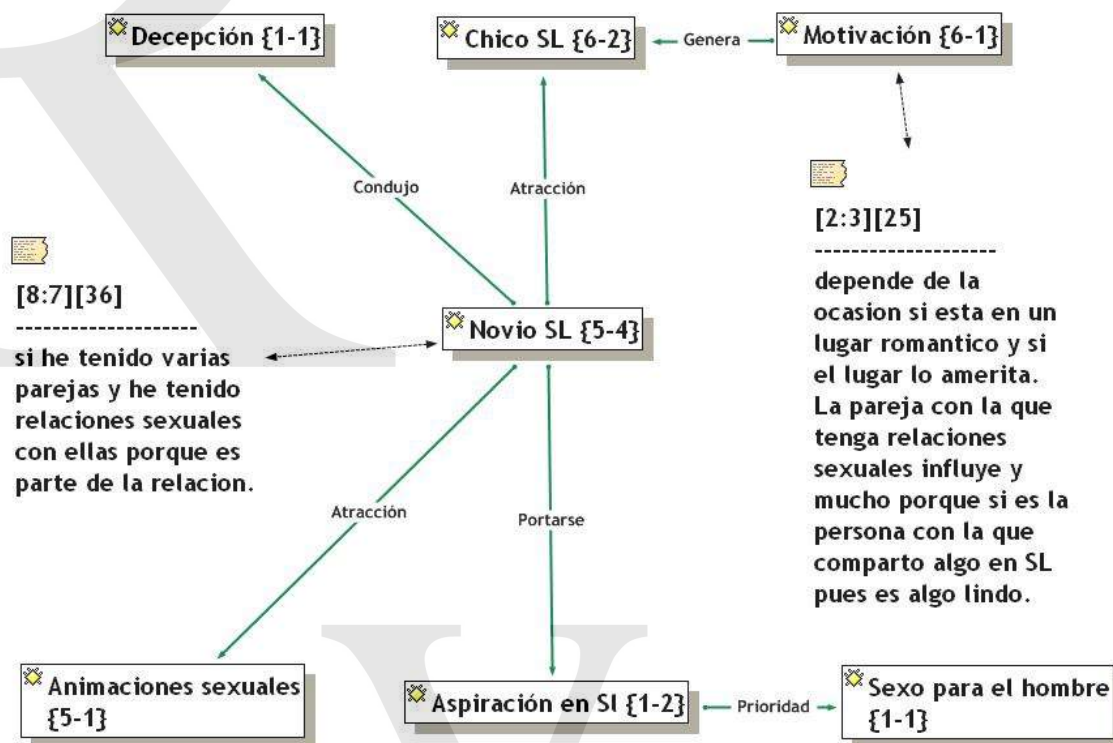 Decepción {1-1}
Chico SL {6-2}
Genera
Motivación {6-1}
Condujo
Atracción
[2:3][25]
--------------------
depende de la
ocasion si esta en un
lugar romantico y si
el lugar lo amerita.
La pareja con la que
tenga relaciones
sexuales influye y
mucho porque si es la
persona con la que
comparto algo en SL
pues es algo lindo.
[8:7][36]
--------------------
si he tenido varias
parejas y he tenido
relaciones sexuales
con ellas porque es
parte de la relacion.
Novio SL {5-4}
Atracción
Portarse
Animaciones sexuales
{5-1}
Aspiración en Sl {1-2}
Prioridad
Sexo para el hombre
{1-1}